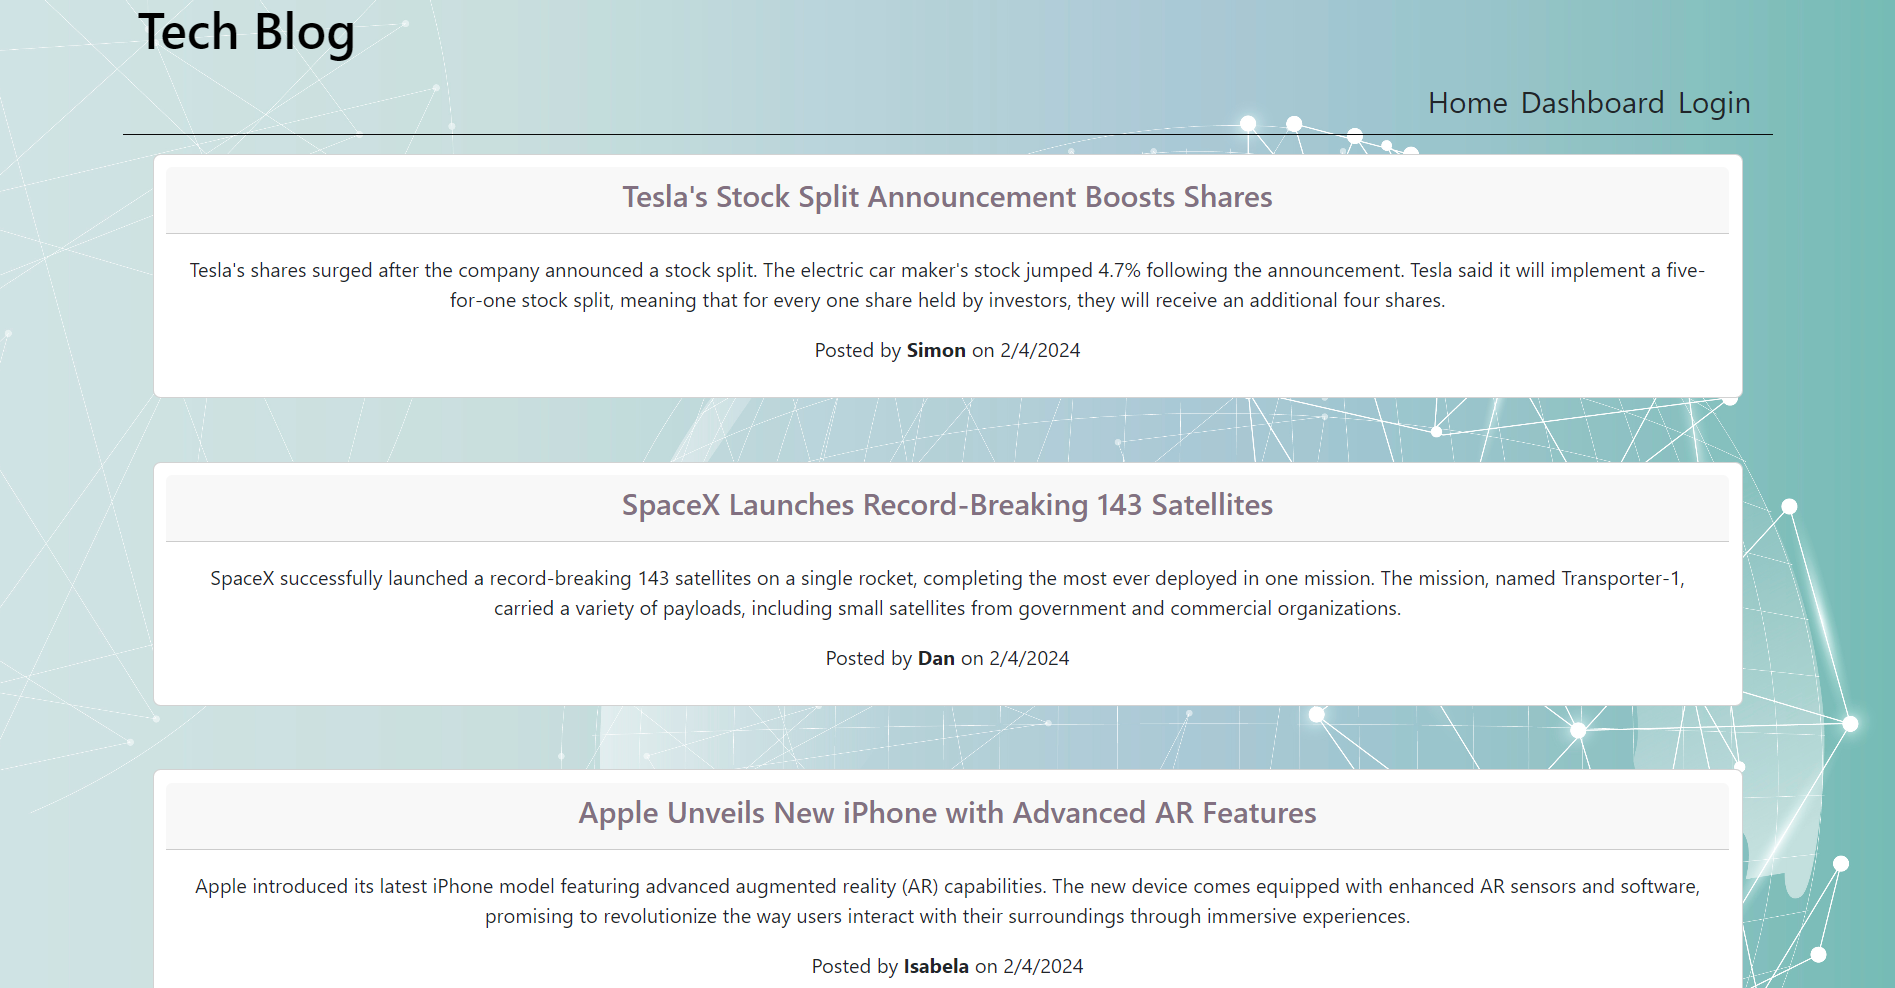 Tech Blog
Home Dashboard Login
Tesla's Stock Split Announcement Boosts Shares
Tesla's shares surged after the company announced a stock split. The electric car maker's stock jumped 4.7% following the announcement. Tesla said it will implement a five-
for-one stock split, meaning that for every one share held by investors, they will receive an additional four shares.
Posted by Simon on 2/4/2024
SpaceX Launches Record-Breaking 143 Satellites
SpaceX successfully launched a record-breaking 143 satellites on a single rocket, completing the most ever deployed in one mission. The mission, named Transporter-1,
carried a variety of payloads, including small satellites from government and commercial organizations.
Posted by Dan on 2/4/2024
Apple Unveils New iPhone with Advanced AR Features
Apple introduced its latest iPhone model featuring advanced augmented reality (AR) capabilities. The new device comes equipped with enhanced AR sensors and software,
promising to revolutionize the way users interact with their surroundings through immersive experiences.
Posted by Isabela on 2/4/2024